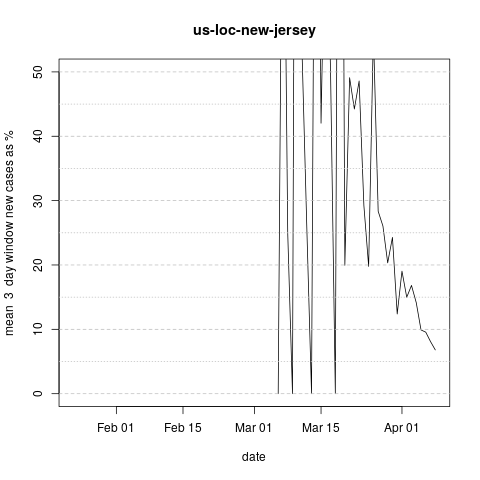 us-loc-new-jersey
mean 3 day window new cases as %
50
40
30
20
10
0
Feb 01 Feb 15 Mar 01 Mar 15 Apr 01
date